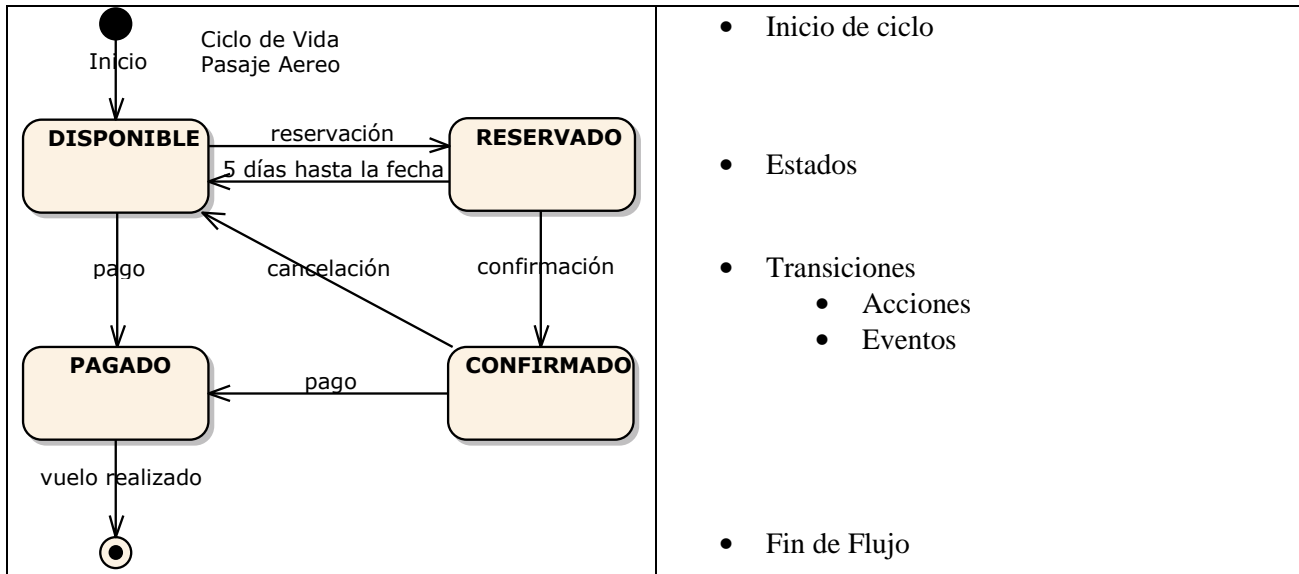 Inicio
Ciclo de Vida
Pasaje Aereo
DISPONIBLE
reservación
RESERVADO
5 días hasta la fecha
pago
cancelación
confirmación
PAGADO
pago
CONFIRMADO
vuelo realizado
• Inicio de ciclo
• Estados
• Transiciones
• Acciones
• Eventos
• Fin de Flujo